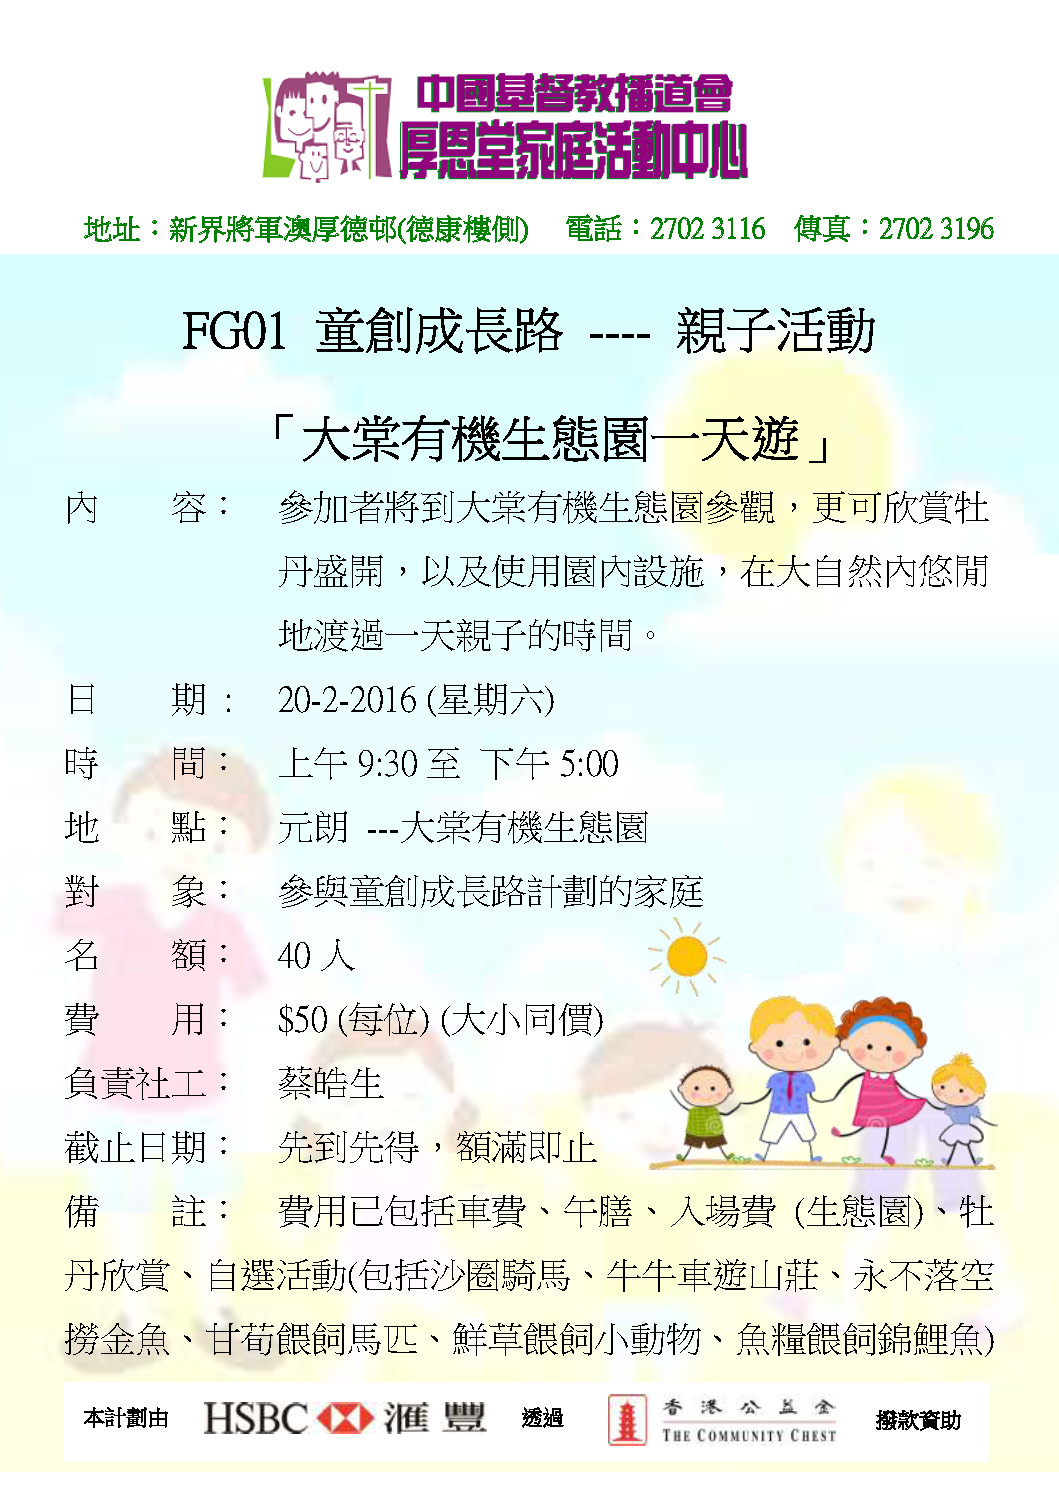 中國基督教播道會
厚恩堂家庭活動中心
地址：新界將軍澳厚德邨(德康樓側)　電話：2702 3116　傳真：2702 3196
FG01 童創成長路 ---- 親子活動
「大棠有機生態園一天遊」
內　　容：　參加者將到大棠有機生態園參觀，更可欣賞牡
丹盛開，以及使用園內設施，在大自然內悠閒
地渡過一天親子的時間。
日　　期：　20-2-2016 (星期六)
時　　間：　上午 9:30 至 下午 5:00
地　　點：　元朗 ---大棠有機生態園
對　　象：　參與童創成長路計劃的家庭
名　　額：　40 人
費　　用：　$50 (每位) (大小同價)
負責社工：　蔡皓生
截止日期：　先到先得，額滿即止
備　　註：　費用已包括車費、午膳、入場費 (生態園)、牡
丹欣賞、自選活動(包括沙圈騎馬、牛牛車遊山莊、永不落空
撈金魚、甘荀餵飼馬匹、鮮草餵飼小動物、魚糧餵飼錦鯉魚)
本計劃由 HSBC 滙豐 透過 香港公益金 THE COMMUNITY CHEST 撥款資助